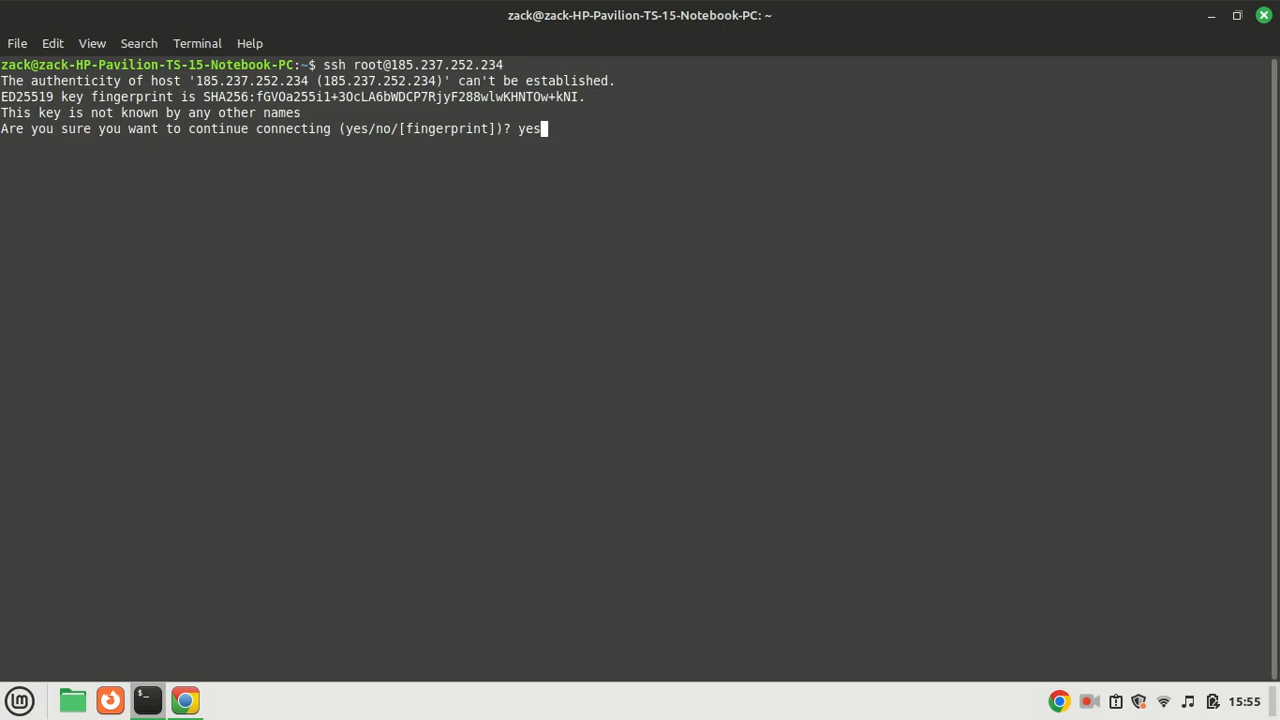 zack@zack-HP-Pavilion-TS-15-Notebook-PC: ~
File Edit View Search Terminal Help
zack@zack-HP-Pavilion-TS-15-Notebook-PC:~$ ssh root@185.237.252.234
The authenticity of host '185.237.252.234 (185.237.252.234)' can't be established.
ED25519 key fingerprint is SHA256:fGVOa255i1+3OcLA6bWDCP7RjyF288wlwKHNTOw+kNI.
This key is not known by any other names
Are you sure you want to continue connecting (yes/no/[fingerprint])? yes
15:55